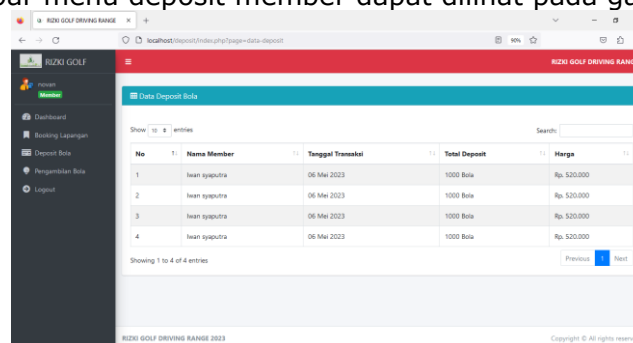 bar menu deposit member dapat dilihat pada ga
RIZKI GOLF DRIVING RANGE
localhost/deposit/index.php?page=data-deposit
90%
RIZKI GOLF
RIZKI GOLF DRIVING RANG
novan
Member
Dashboard
Booking Lapangan
Deposit Bola
Pengambilan Bola
Logout
Data Deposit Bola
Show 10 entries
Search:
No Nama Member Tanggal Transaksi Total Deposit Harga
1 Iwan syaputra 06 Mei 2023 1000 Bola Rp. 520.000
2 Iwan syaputra 06 Mei 2023 1000 Bola Rp. 520.000
3 Iwan syaputra 06 Mei 2023 1000 Bola Rp. 520.000
4 Iwan syaputra 06 Mei 2023 1000 Bola Rp. 520.000
Showing 1 to 4 of 4 entries
Previous 1 Next
RIZKI GOLF DRIVING RANGE 2023
Copyright © All rights reserv